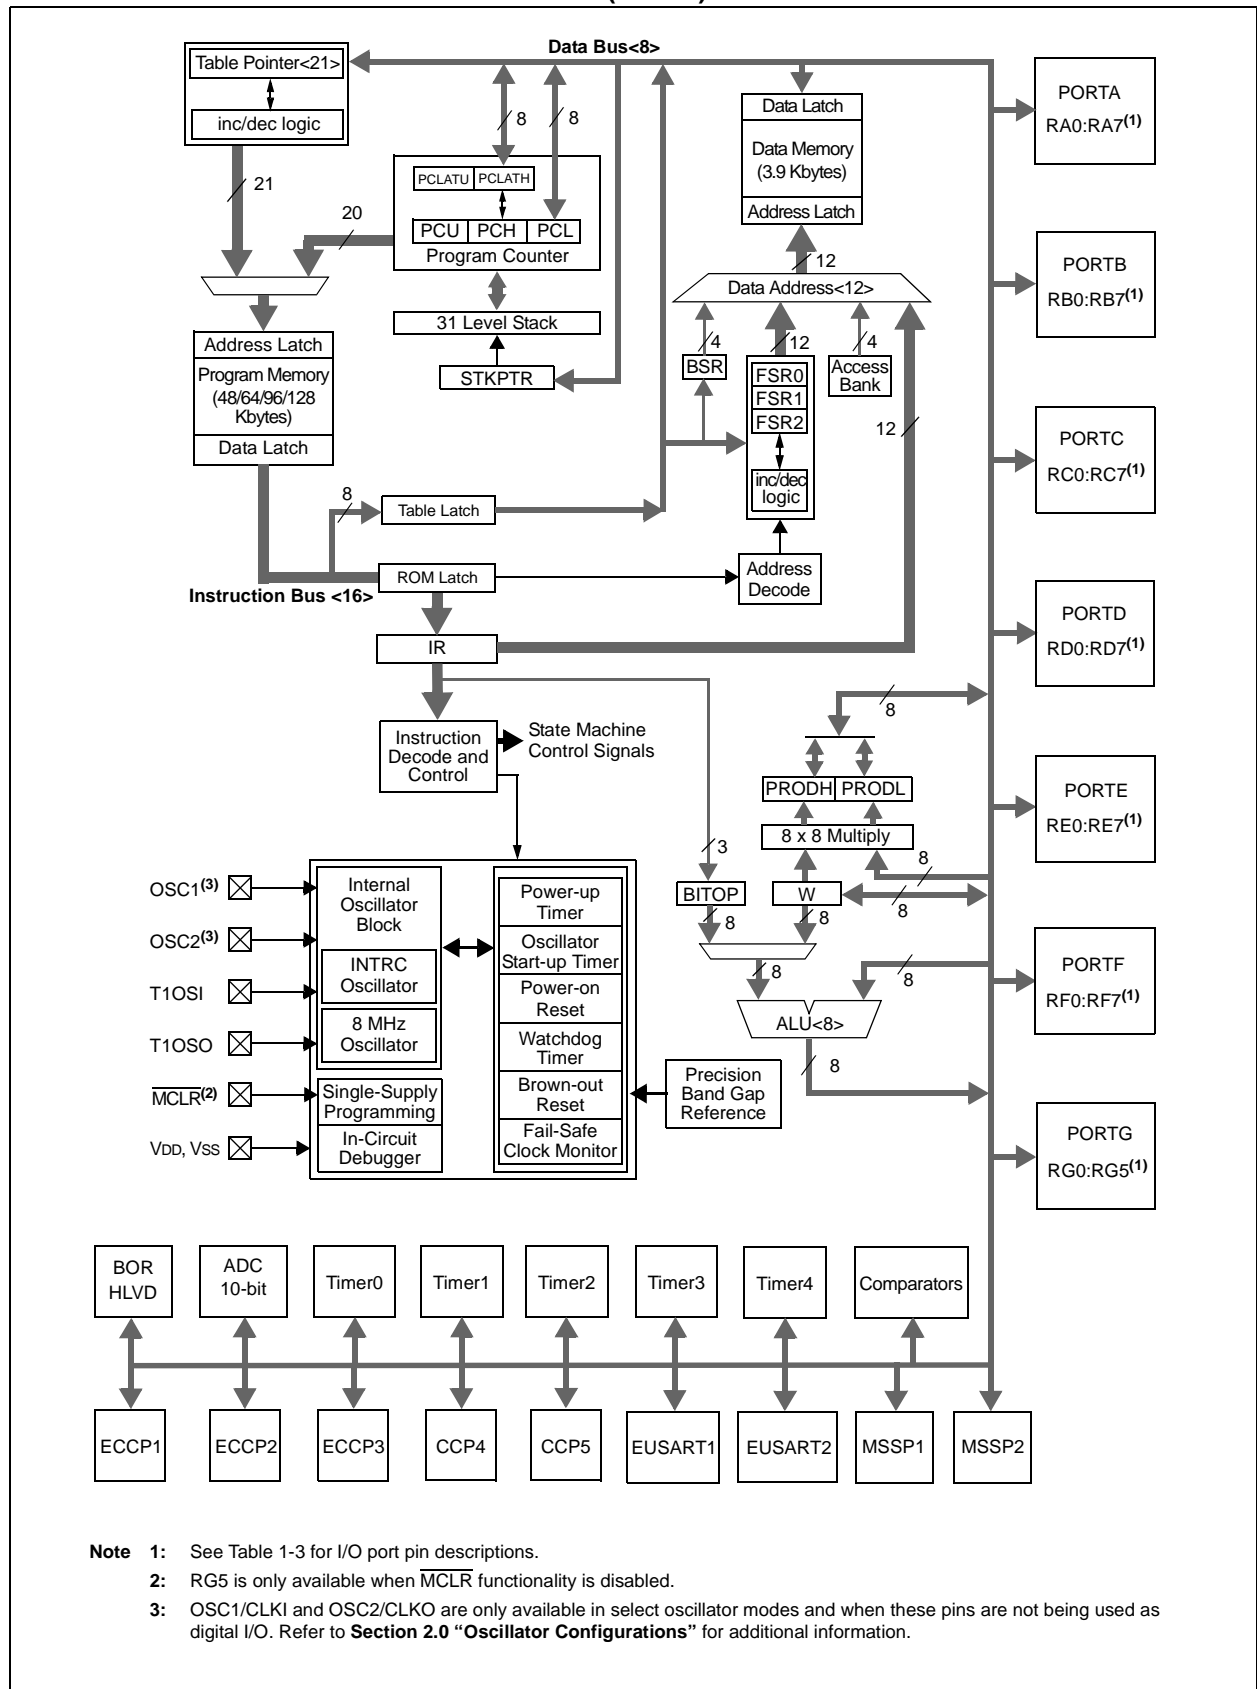 Data Bus<8>
Table Pointer<21>
inc/dec logic
21
8
8
PCLATU PCLATH
20
PCU PCH PCL
Program Counter
31 Level Stack
STKPTR
Data Latch
Data Memory
(3.9 Kbytes)
Address Latch
12
Data Address<12>
4
12
4
BSR
FSR0
FSR1
FSR2
Access
Bank
12
inc/dec
logic
Address Latch
Program Memory
(48/64/96/128
Kbytes)
Data Latch
8
Table Latch
ROM Latch
Instruction Bus <16>
Address
Decode
IR
Instruction
Decode and
Control
State Machine
Control Signals
8
PRODH PRODL
8 x 8 Multiply
3
8
BITOP
W
8
8
8
8
8
ALU<8>
8
OSC1(3)
OSC2(3)
T1OSI
T1OSO
MCLR(2)
VDD, VSS
Internal
Oscillator
Block
INTRC
Oscillator
8 MHz
Oscillator
Single-Supply
Programming
In-Circuit
Debugger
Power-up
Timer
Oscillator
Start-up Timer
Power-on
Reset
Watchdog
Timer
Brown-out
Reset
Fail-Safe
Clock Monitor
Precision
Band Gap
Reference
PORTA
RA0:RA7(1)
PORTB
RB0:RB7(1)
PORTC
RC0:RC7(1)
PORTD
RD0:RD7(1)
PORTE
RE0:RE7(1)
PORTF
RF0:RF7(1)
PORTG
RG0:RG5(1)
BOR
HLVD
ADC
10-bit
Timer0
Timer1
Timer2
Timer3
Timer4
Comparators
ECCP1
ECCP2
ECCP3
CCP4
CCP5
EUSART1
EUSART2
MSSP1
MSSP2
Note 1: See Table 1-3 for I/O port pin descriptions.
2: RG5 is only available when MCLR functionality is disabled.
3: OSC1/CLKI and OSC2/CLKO are only available in select oscillator modes and when these pins are not being used as
digital I/O. Refer to Section 2.0 “Oscillator Configurations” for additional information.